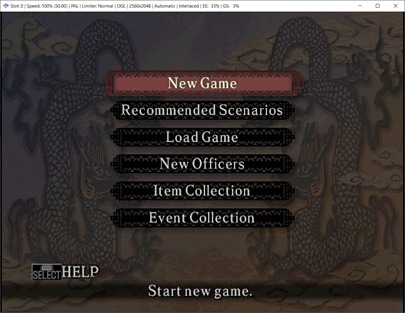 Slot: 0 | Speed: 100% (50.00) | PAL | Limiter: Normal | OGL | 2560x2048 | Automatic | Interlaced | EE: 33% | GS: 3%
New Game
Recommended Scenarios
Load Game
New Officers
Item Collection
Event Collection
SELECT HELP
Start new game.